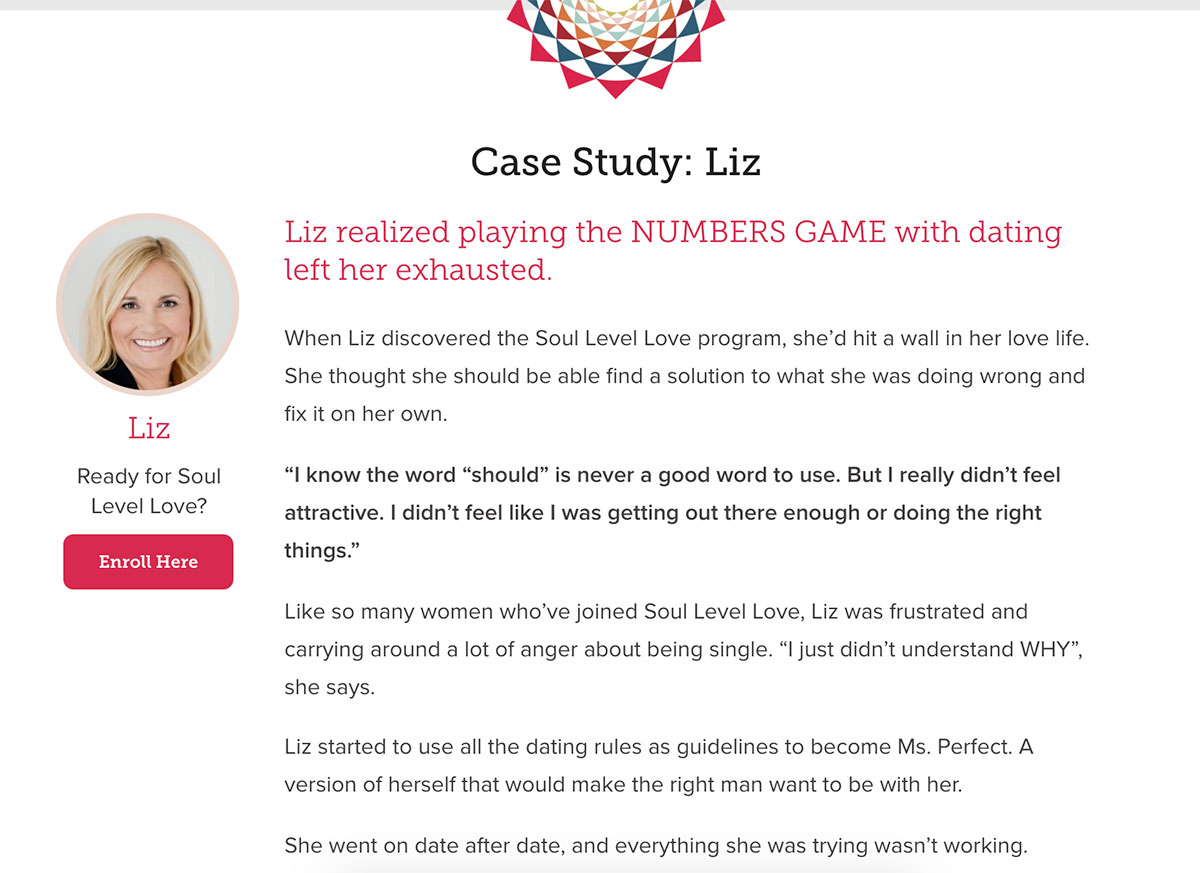 Case Study: Liz
Liz
Ready for Soul
Level Love?
Enroll Here
Liz realized playing the NUMBERS GAME with dating
left her exhausted.
When Liz discovered the Soul Level Love program, she’d hit a wall in her love life.
She thought she should be able find a solution to what she was doing wrong and
fix it on her own.
“I know the word “should” is never a good word to use. But I really didn’t feel
attractive. I didn’t feel like I was getting out there enough or doing the right
things.”
Like so many women who’ve joined Soul Level Love, Liz was frustrated and
carrying around a lot of anger about being single. “I just didn’t understand WHY”,
she says.
Liz started to use all the dating rules as guidelines to become Ms. Perfect. A
version of herself that would make the right man want to be with her.
She went on date after date, and everything she was trying wasn’t working.